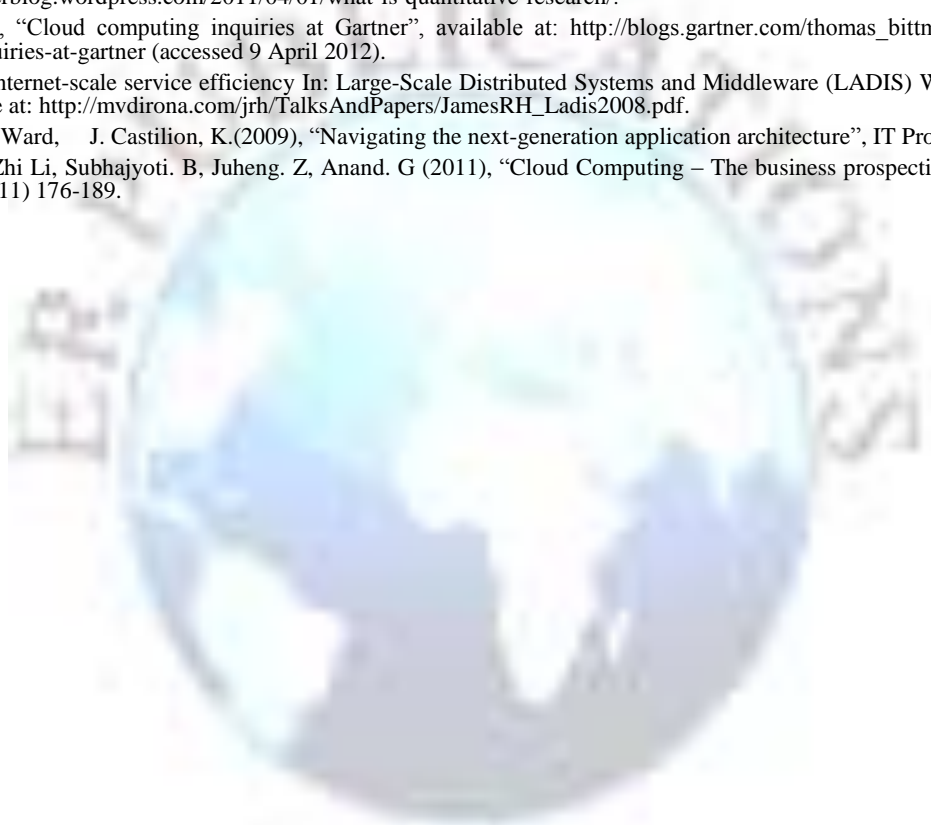 rblog.wordpress.com/2011/04/01/what-is-quantitative-research/.
, “Cloud computing inquiries at Gartner”, available at: http://blogs.gartner.com/thomas_bittm
uiries-at-gartner (accessed 9 April 2012).
nternet-scale service efficiency In: Large-Scale Distributed Systems and Middleware (LADIS) W
e at: http://mvdirona.com/jrh/TalksAndPapers/JamesRH_Ladis2008.pdf.
Ward, J. Castilion, K.(2009), “Navigating the next-generation application architecture”, IT Pro
Zhi Li, Subhajyoti. B, Juheng. Z, Anand. G (2011), “Cloud Computing – The business prospecti
11) 176-189.